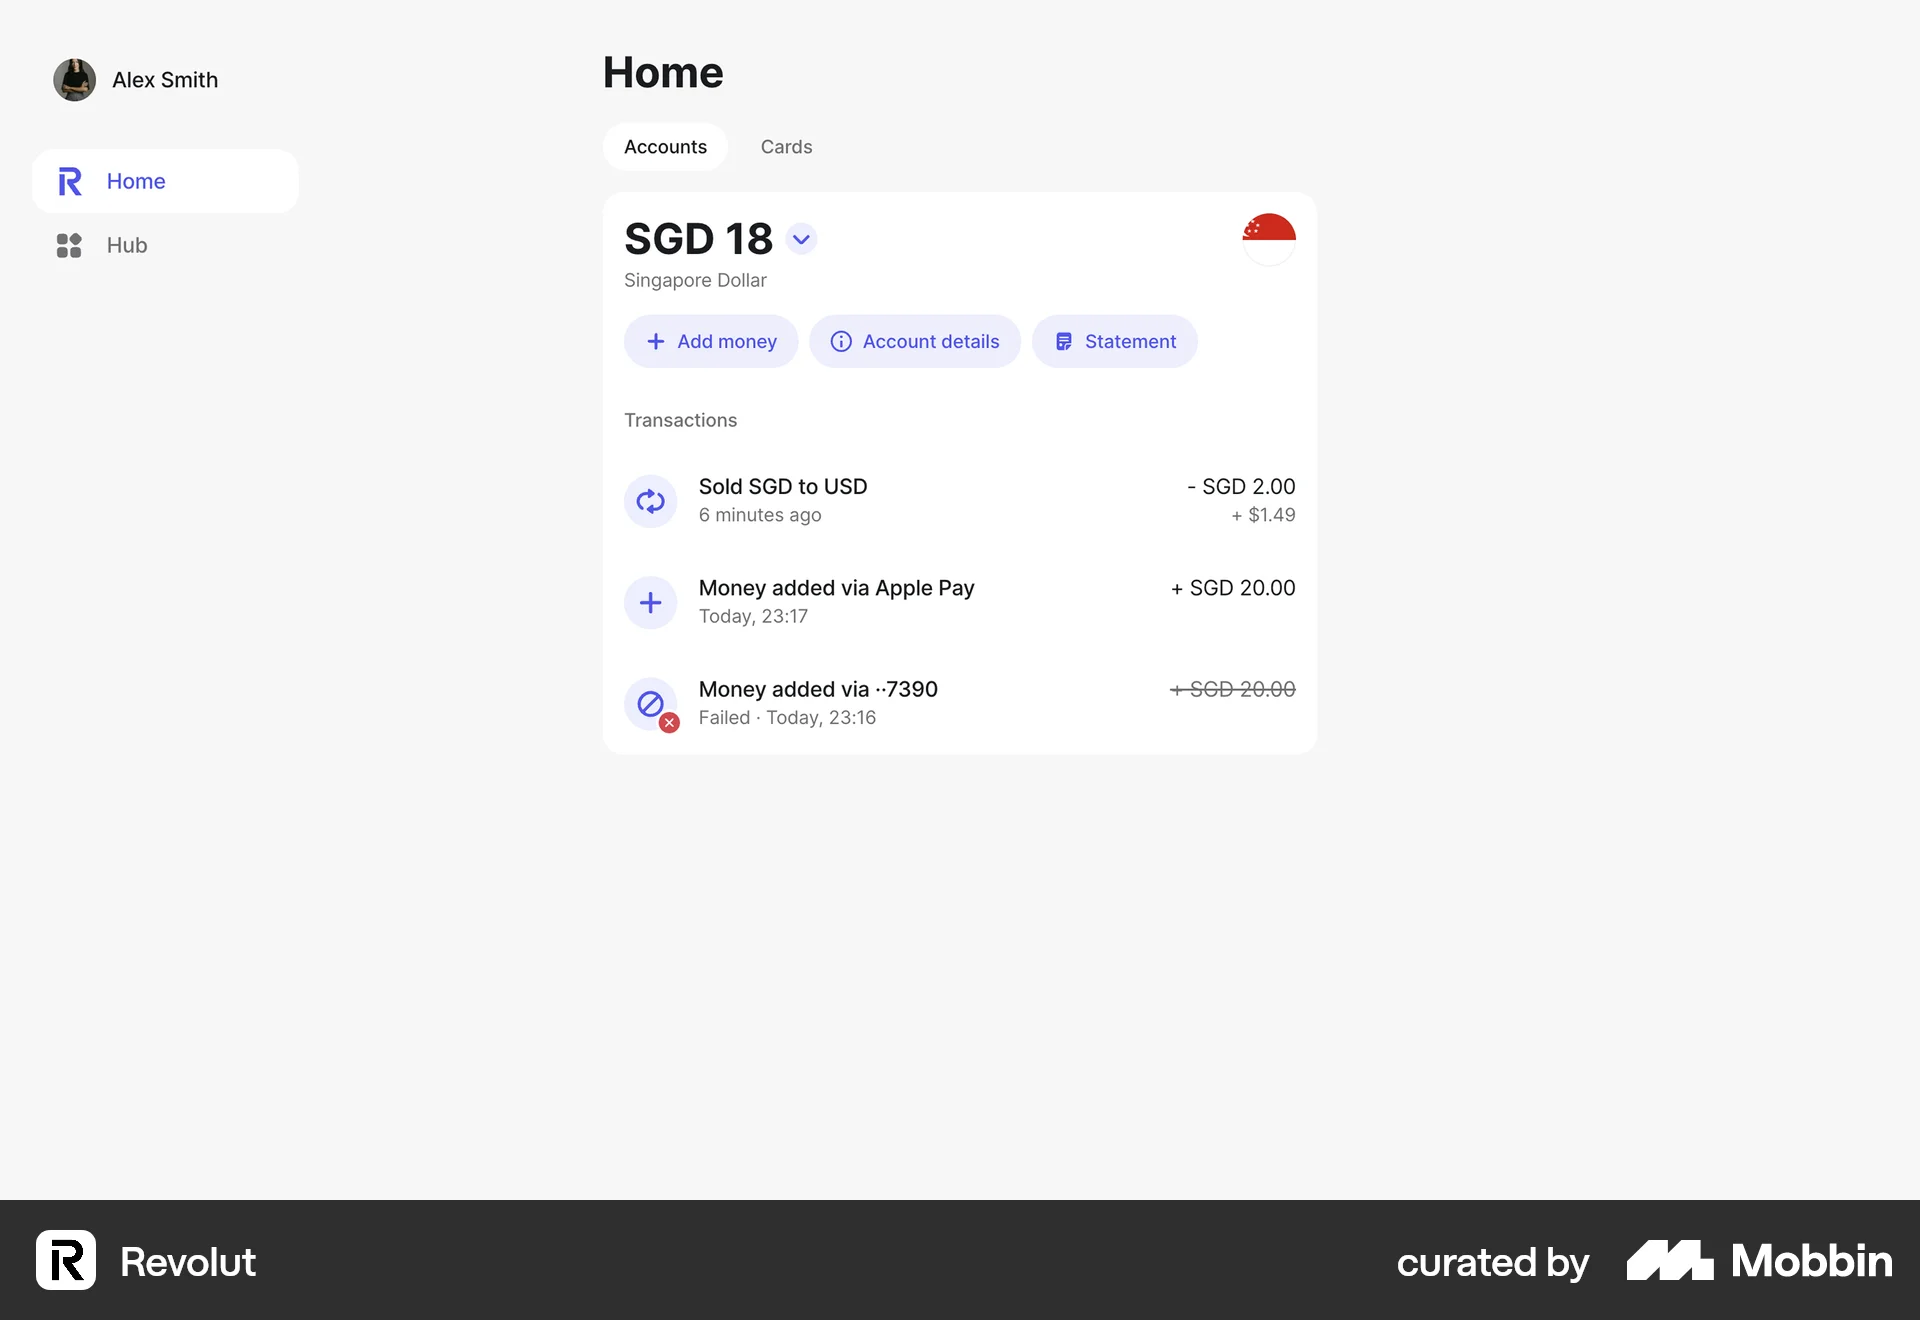 Alex Smith
Home
Hub
Home
Accounts
Cards
SGD 18
Singapore Dollar
Add money
Account details
Statement
Transactions
Sold SGD to USD
- SGD 2.00
6 minutes ago
+ $1.49
Money added via Apple Pay
+ SGD 20.00
Today, 23:17
Money added via ··7390
+ SGD 20.00
Failed · Today, 23:16
Revolut
curated by
Mobbin